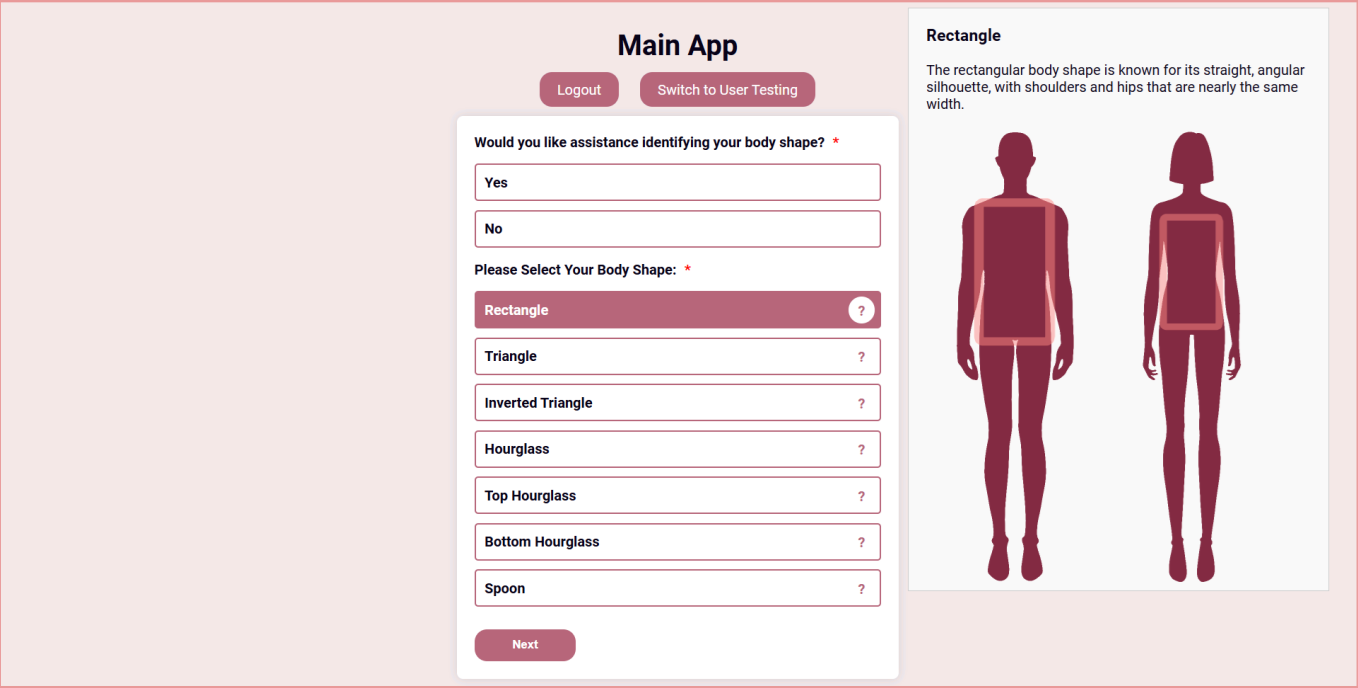 Main App
Logout
Switch to User Testing
Would you like assistance identifying your body shape? *
Yes
No
Please Select Your Body Shape: *
Rectangle ?
Triangle ?
Inverted Triangle ?
Hourglass ?
Top Hourglass ?
Bottom Hourglass ?
Spoon ?
Next
Rectangle
The rectangular body shape is known for its straight, angular
silhouette, with shoulders and hips that are nearly the same
width.